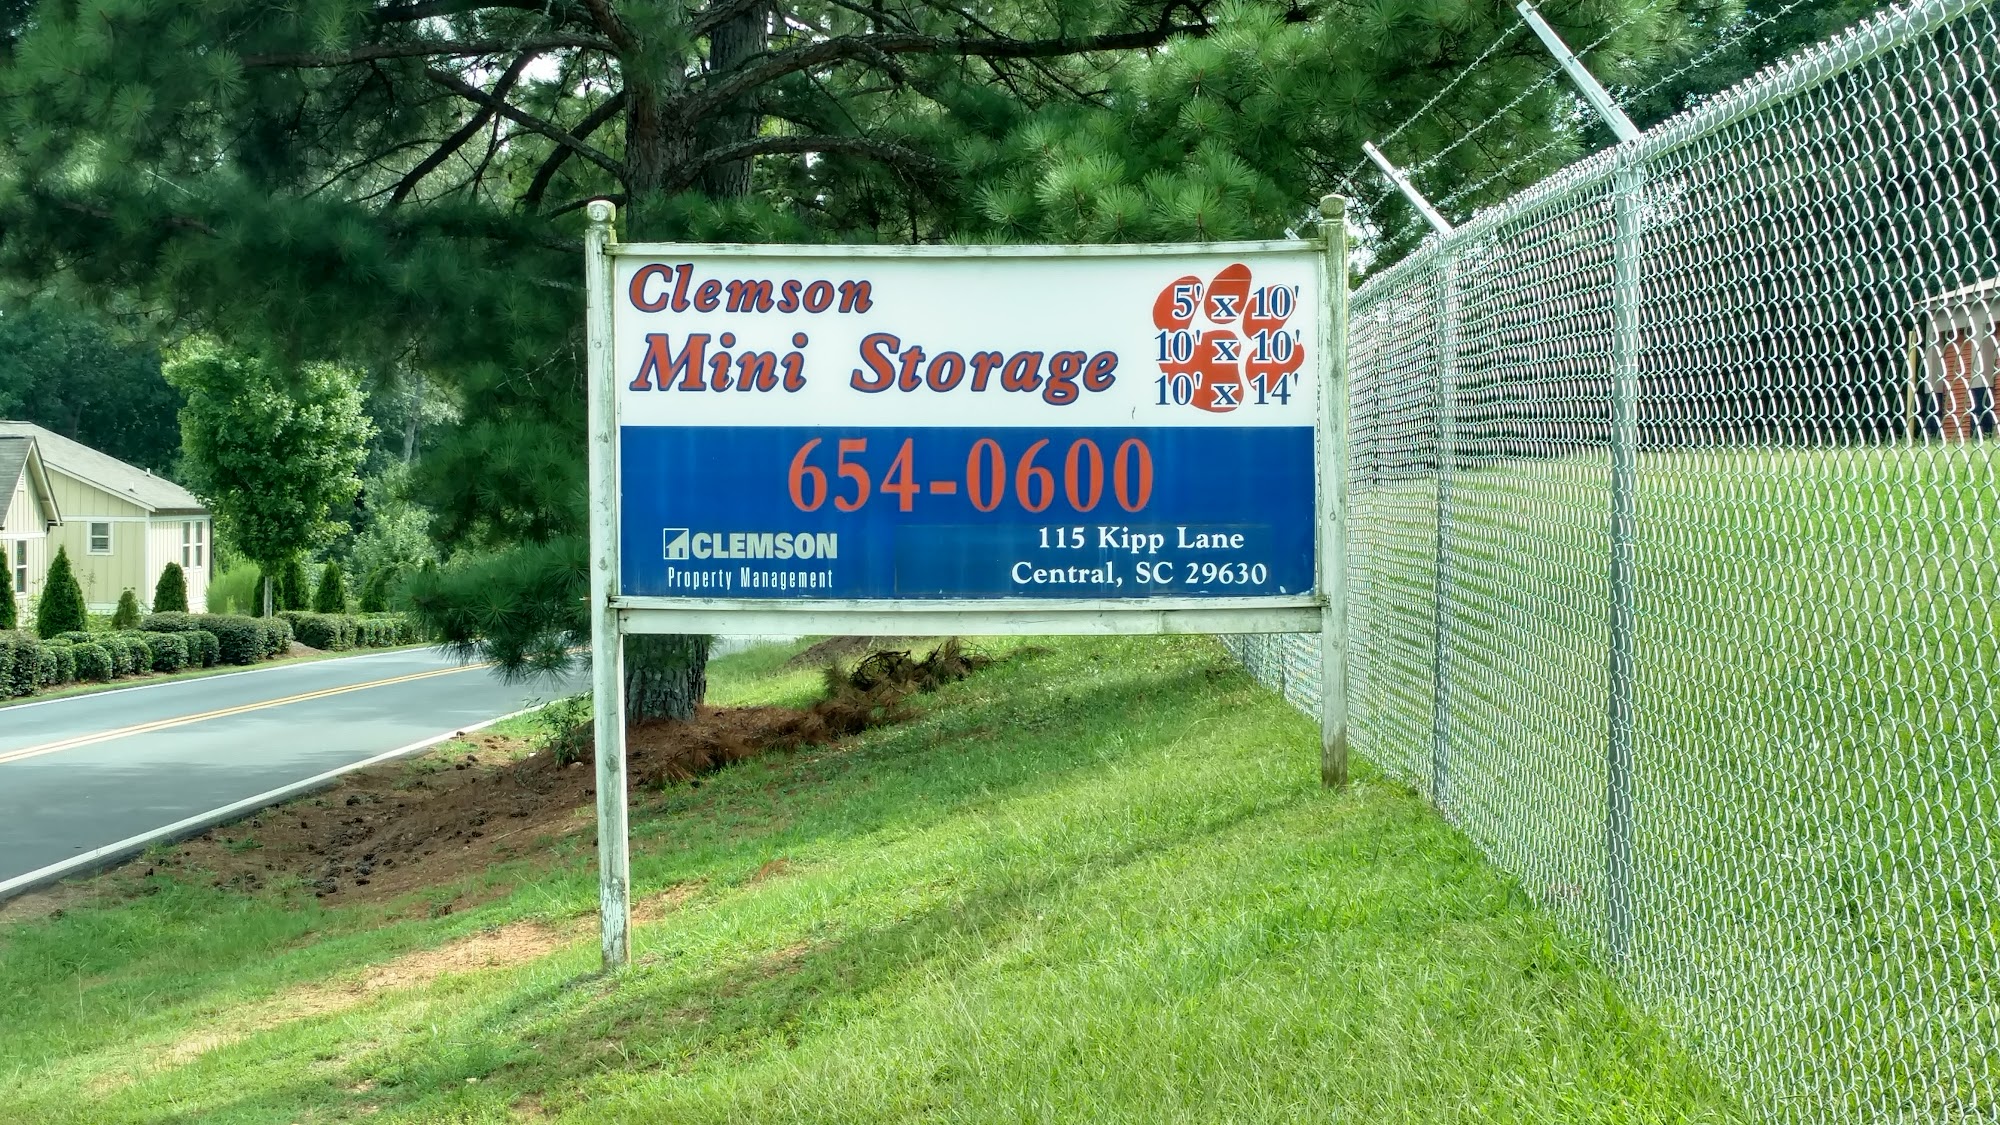 Clemson
Mini Storage
5' x 10'
10' x 10'
10' x 14'
654-0600
CLEMSON
Property Management
115 Kipp Lane
Central, SC 29630